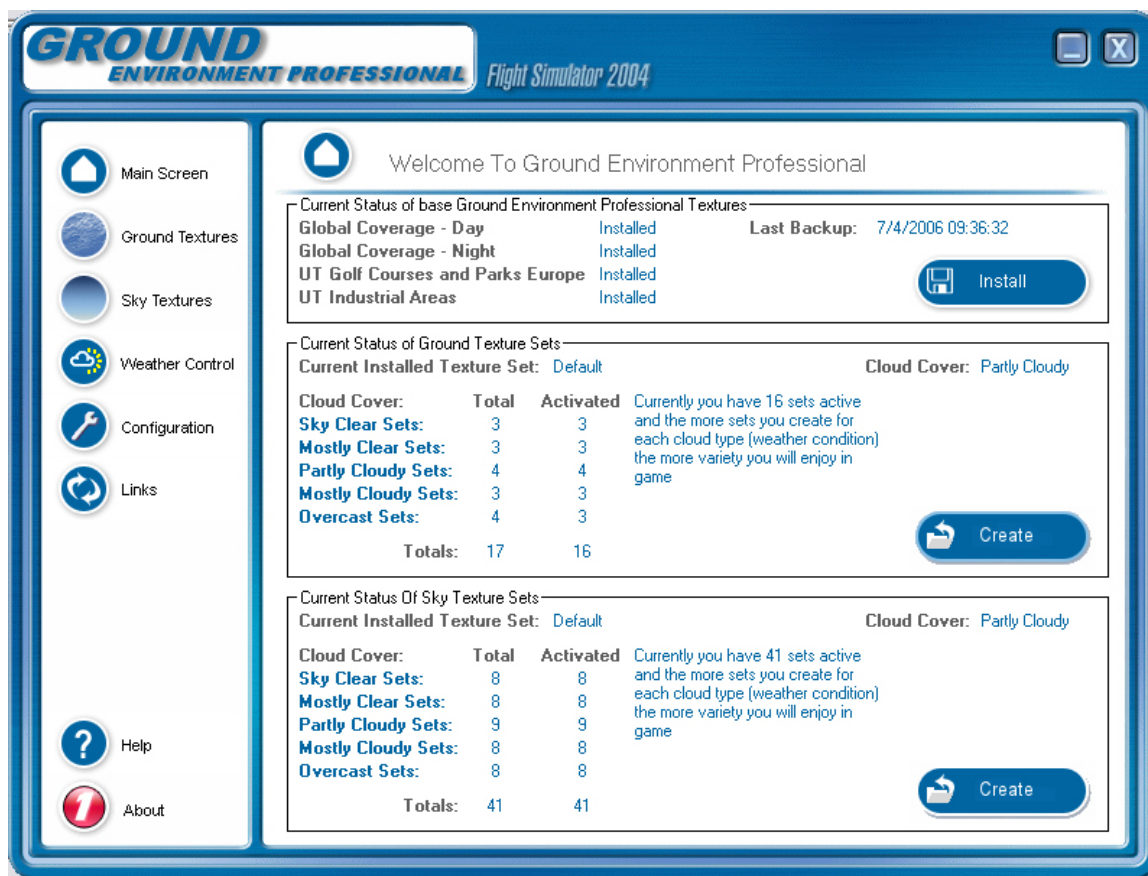 GROUND
ENVIRONMENT PROFESSIONAL
Flight Simulator 2004
X
Main Screen
Ground Textures
Sky Textures
Weather Control
Configuration
Links
? Help
1 About
Welcome To Ground Environment Professional
Current Status of base Ground Environment Professional Textures
Global Coverage - Day Installed Last Backup: 7/4/2006 09:36:32
Global Coverage - Night Installed
UT Golf Courses and Parks Europe Installed
UT Industrial Areas Installed
Install
Current Status of Ground Texture Sets
Current Installed Texture Set: Default Cloud Cover: Partly Cloudy
Cloud Cover: Total Activated
Sky Clear Sets: 3 3
Mostly Clear Sets: 3 3
Partly Cloudy Sets: 4 4
Mostly Cloudy Sets: 3 3
Overcast Sets: 4 3
Totals: 17 16
Currently you have 16 sets active
and the more sets you create for
each cloud type (weather condition)
the more variety you will enjoy in
game
Create
Current Status Of Sky Texture Sets
Current Installed Texture Set: Default Cloud Cover: Partly Cloudy
Cloud Cover: Total Activated
Sky Clear Sets: 8 8
Mostly Clear Sets: 8 8
Partly Cloudy Sets: 9 9
Mostly Cloudy Sets: 8 8
Overcast Sets: 8 8
Totals: 41 41
Currently you have 41 sets active
and the more sets you create for
each cloud type (weather condition)
the more variety you will enjoy in
game
Create